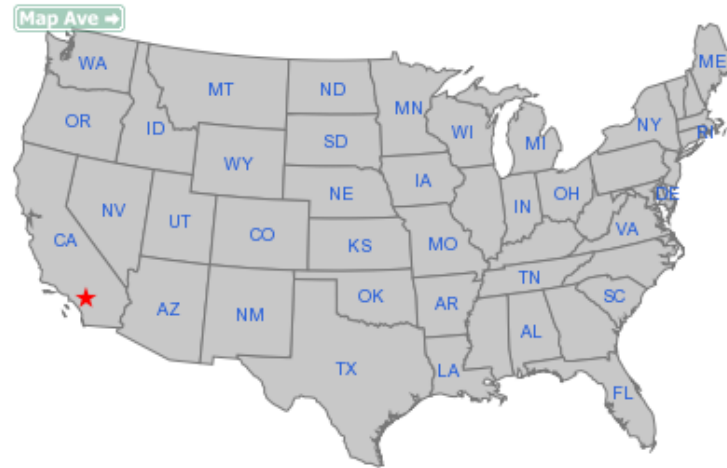 Map Ave
WA
ME
MT
ND
MN
OR
ID
SD
WI
NY
RI
MI
WY
IA
NE
OH
DE
IN
NV
UT
CO
VA
CA
KS
MO
TN
OK
AZ
NM
AR
SC
AL
TX
LA
FL